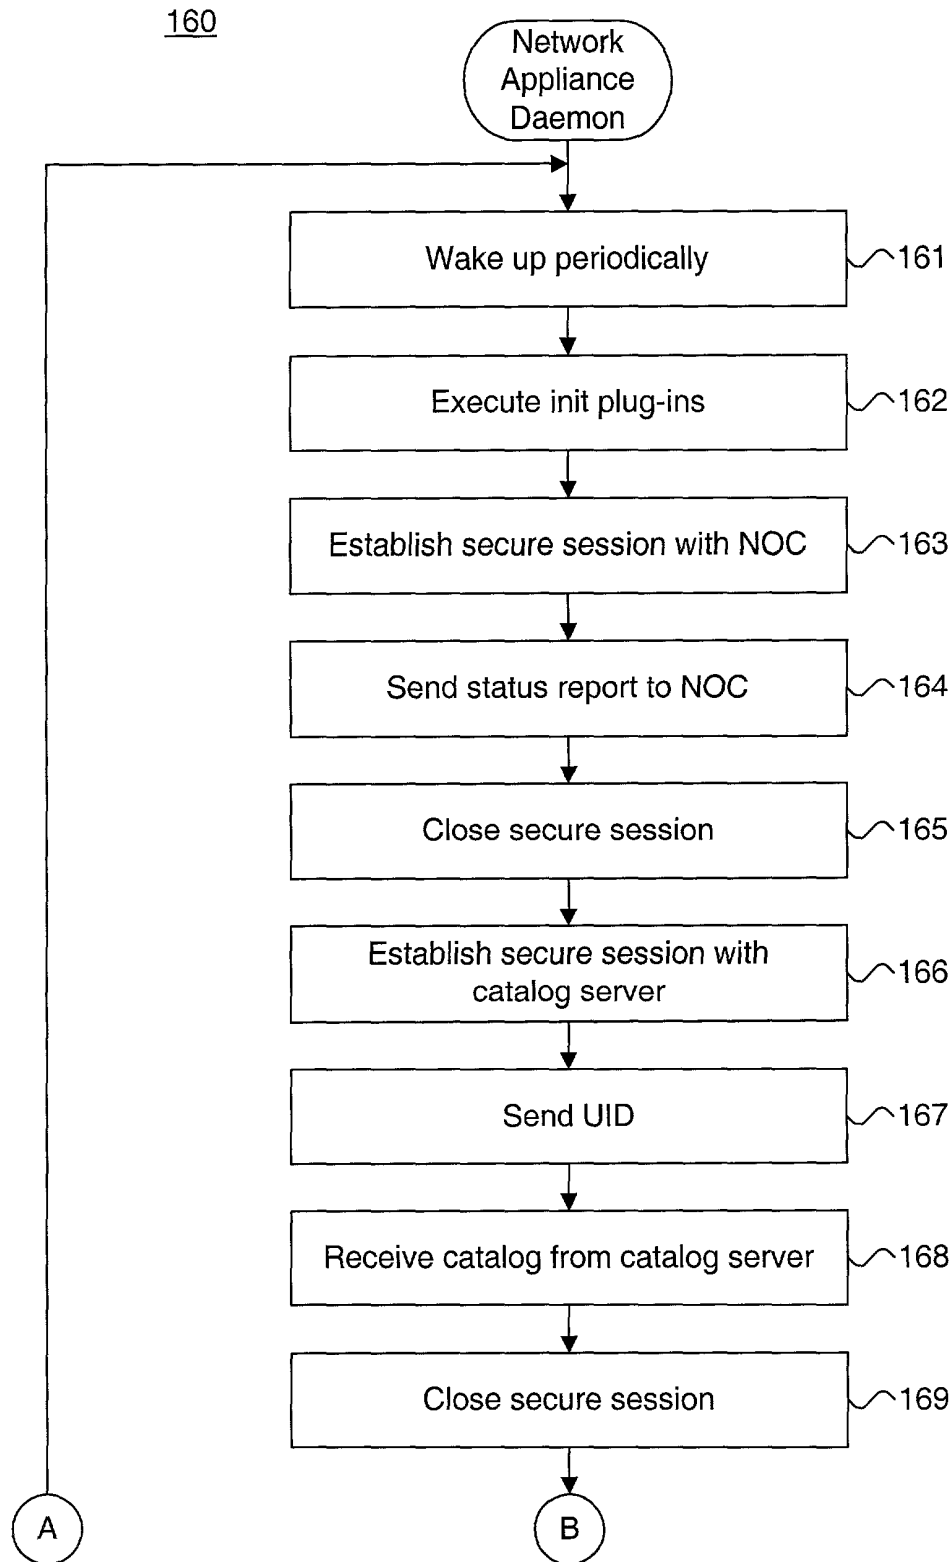 160
Network
Appliance
Daemon
Wake up periodically
161
Execute init plug-ins
162
Establish secure session with NOC
163
Send status report to NOC
164
Close secure session
165
Establish secure session with
catalog server
166
Send UID
167
Receive catalog from catalog server
168
Close secure session
169
A
B